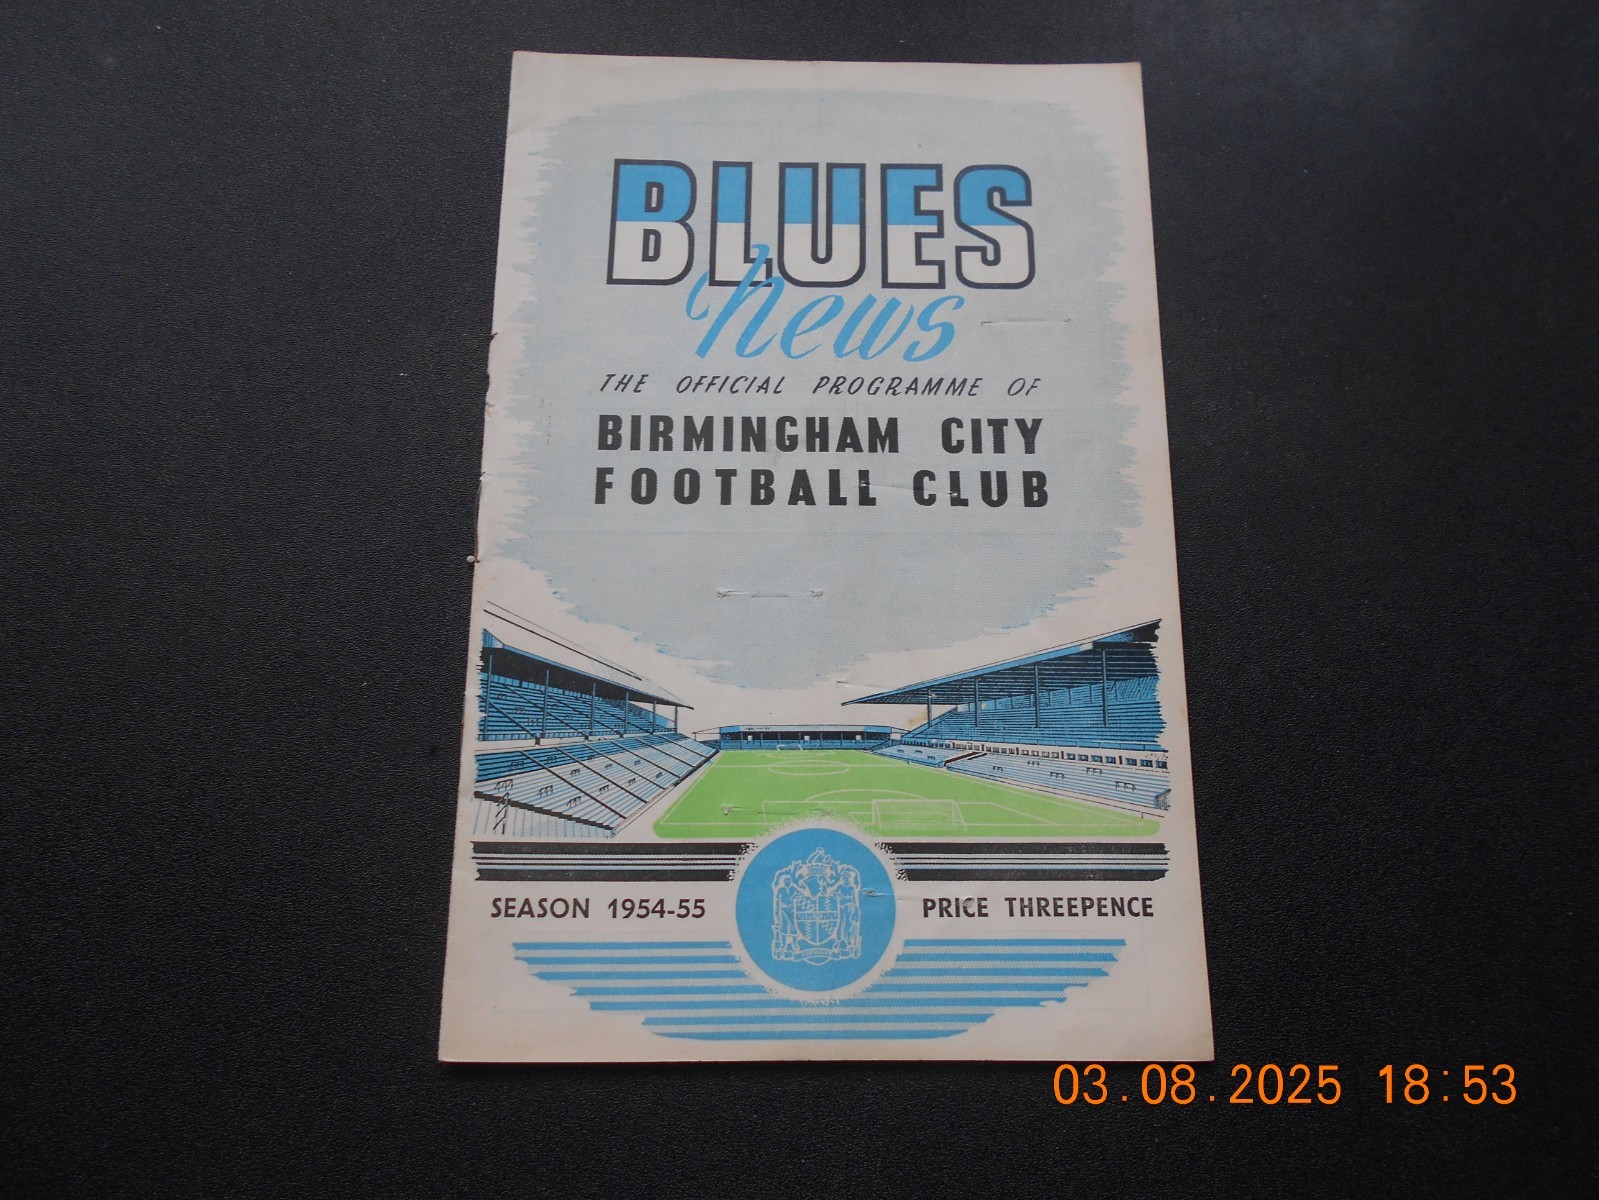 BLUES
News
THE OFFICIAL PROGRAMME OF
BIRMINGHAM CITY
FOOTBALL CLUB
SEASON 1954-55
PRICE THREEPENCE
03.08.2025 18:53